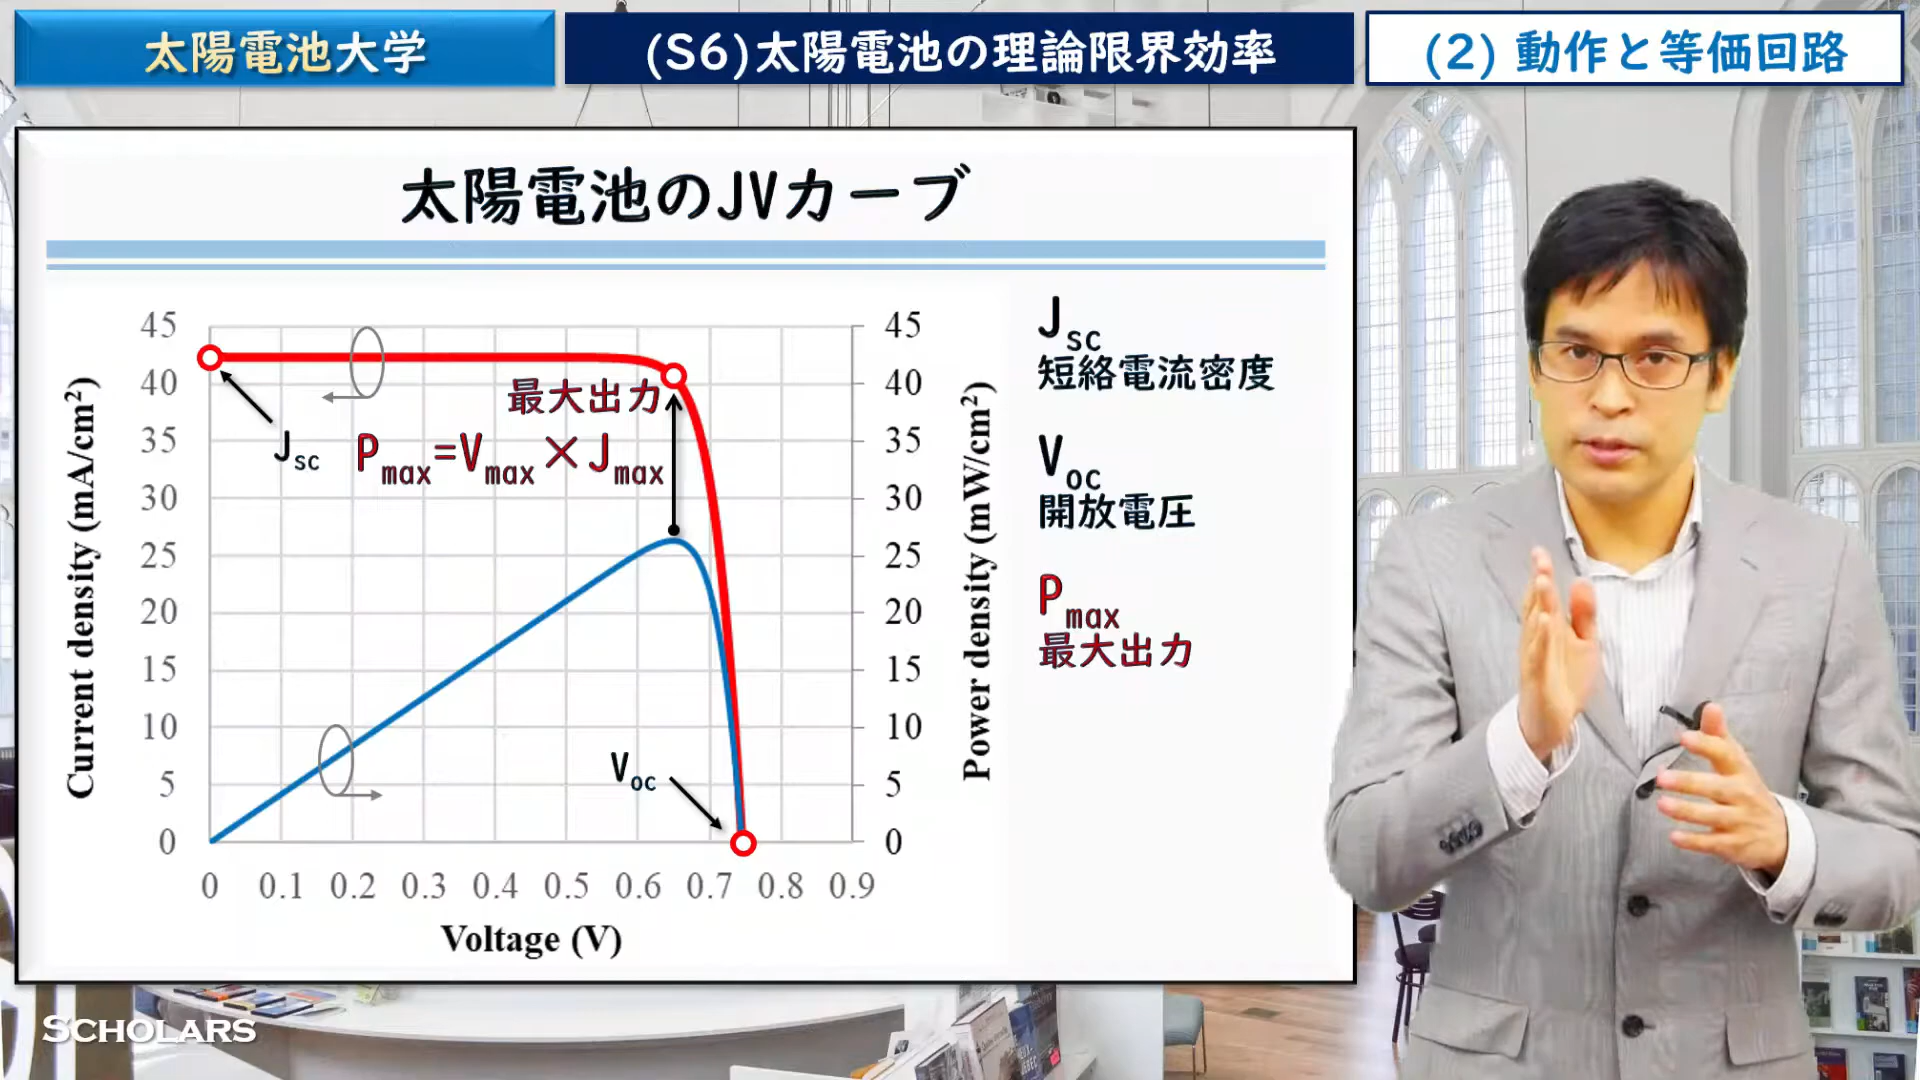 太陽電池大学
(S6)太陽電池の理論限界効率
(2) 動作と等価回路
太陽電池のJVカーブ
Current density (mA/cm²)
45
40
35
30
25
20
15
10
5
0
最大出力
Jsc
Pmax=Vmax×Jmax
Voc
45
40
35
30
25
20
15
10
5
0
Power density (mW/cm²)
0 0.1 0.2 0.3 0.4 0.5 0.6 0.7 0.8 0.9
Voltage (V)
Jsc
短絡電流密度
Voc
開放電圧
Pmax
最大出力
SCHOLARS